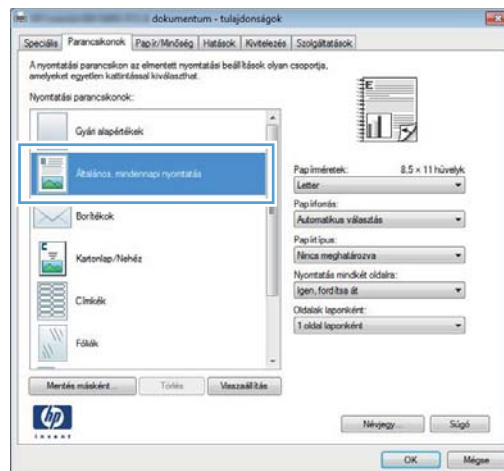 dokumentum - tulajdonságok
Speciális Parancsikonok Papír/Minőség Hatások Kivitelezés Szolgáltatások
A nyomtatási parancsikon az elmentett nyomtatási beállítások olyan csoportja,
amelyeket egyetlen kattintással kiválaszthat.
Nyomtatási parancsikonok:
Gyári alapértékek
Általános, mindennapi nyomtatás
Borítékok
Kartonlap/Nehéz
Címkék
Fóliák
E
Papírméretek: 8.5 × 11 hüvelyk
Letter
Papírforrás:
Automatikus választás
Papírtípus:
Nincs meghatározva
Nyomtatás mindkét oldalra:
Igen, fordítsa át
Oldalak laponként:
1 oldal laponként
Mentés másként... Törlés Visszaállítás
hp
invent
Névjegy... Súgó
OK Mégse